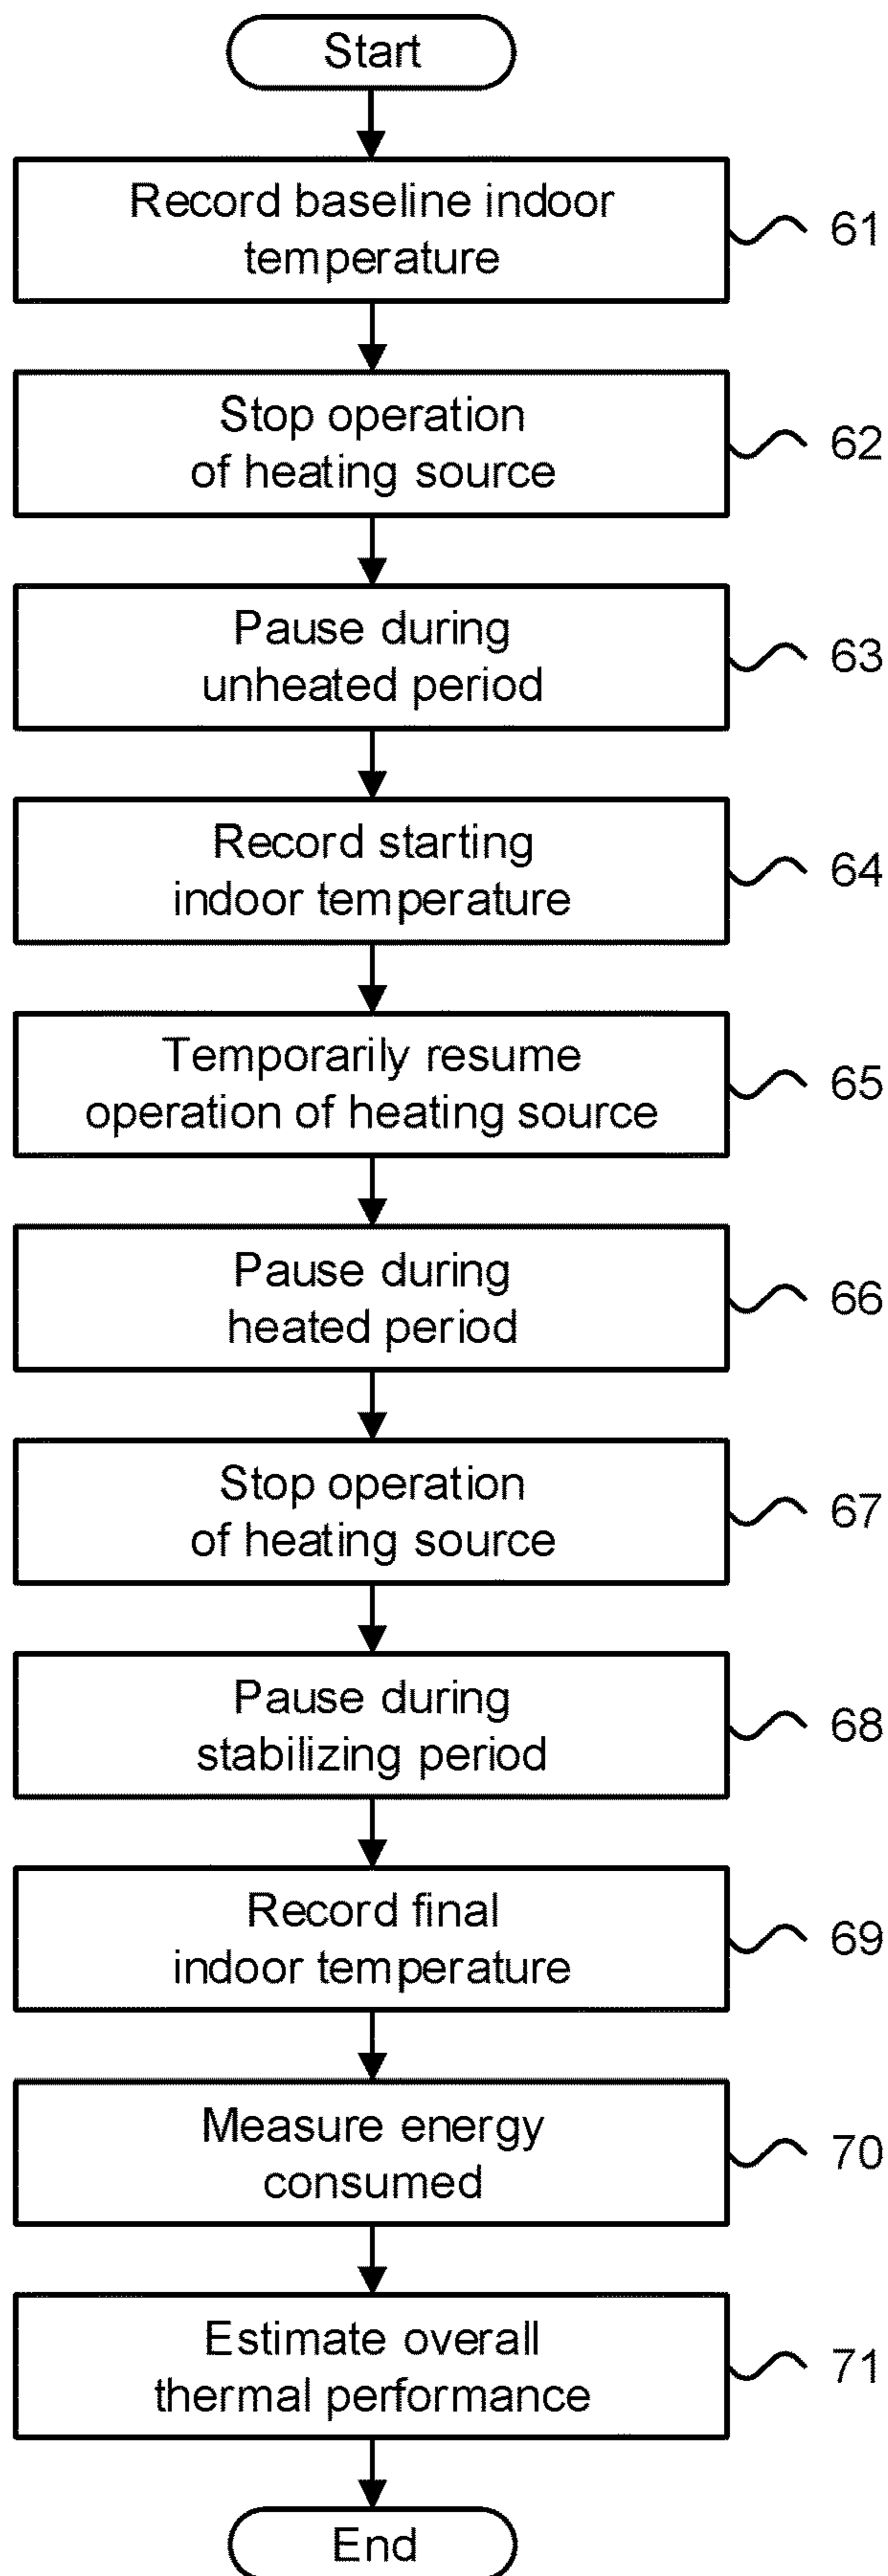 Start
Record baseline indoor
temperature
61
Stop operation
of heating source
62
Pause during
unheated period
63
Record starting
indoor temperature
64
Temporarily resume
operation of heating source
65
Pause during
heated period
66
Stop operation
of heating source
67
Pause during
stabilizing period
68
Record final
indoor temperature
69
Measure energy
consumed
70
Estimate overall
thermal performance
71
End